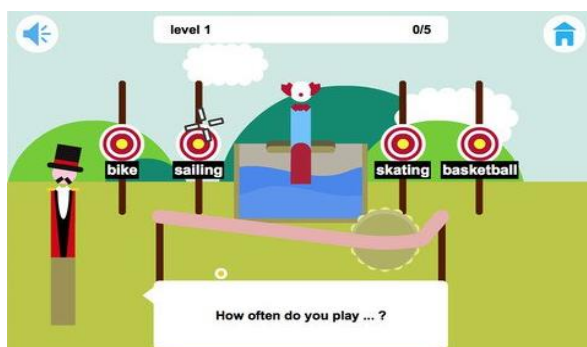 level 1
0/5
bike
sailing
skating
basketball
How often do you play ... ?